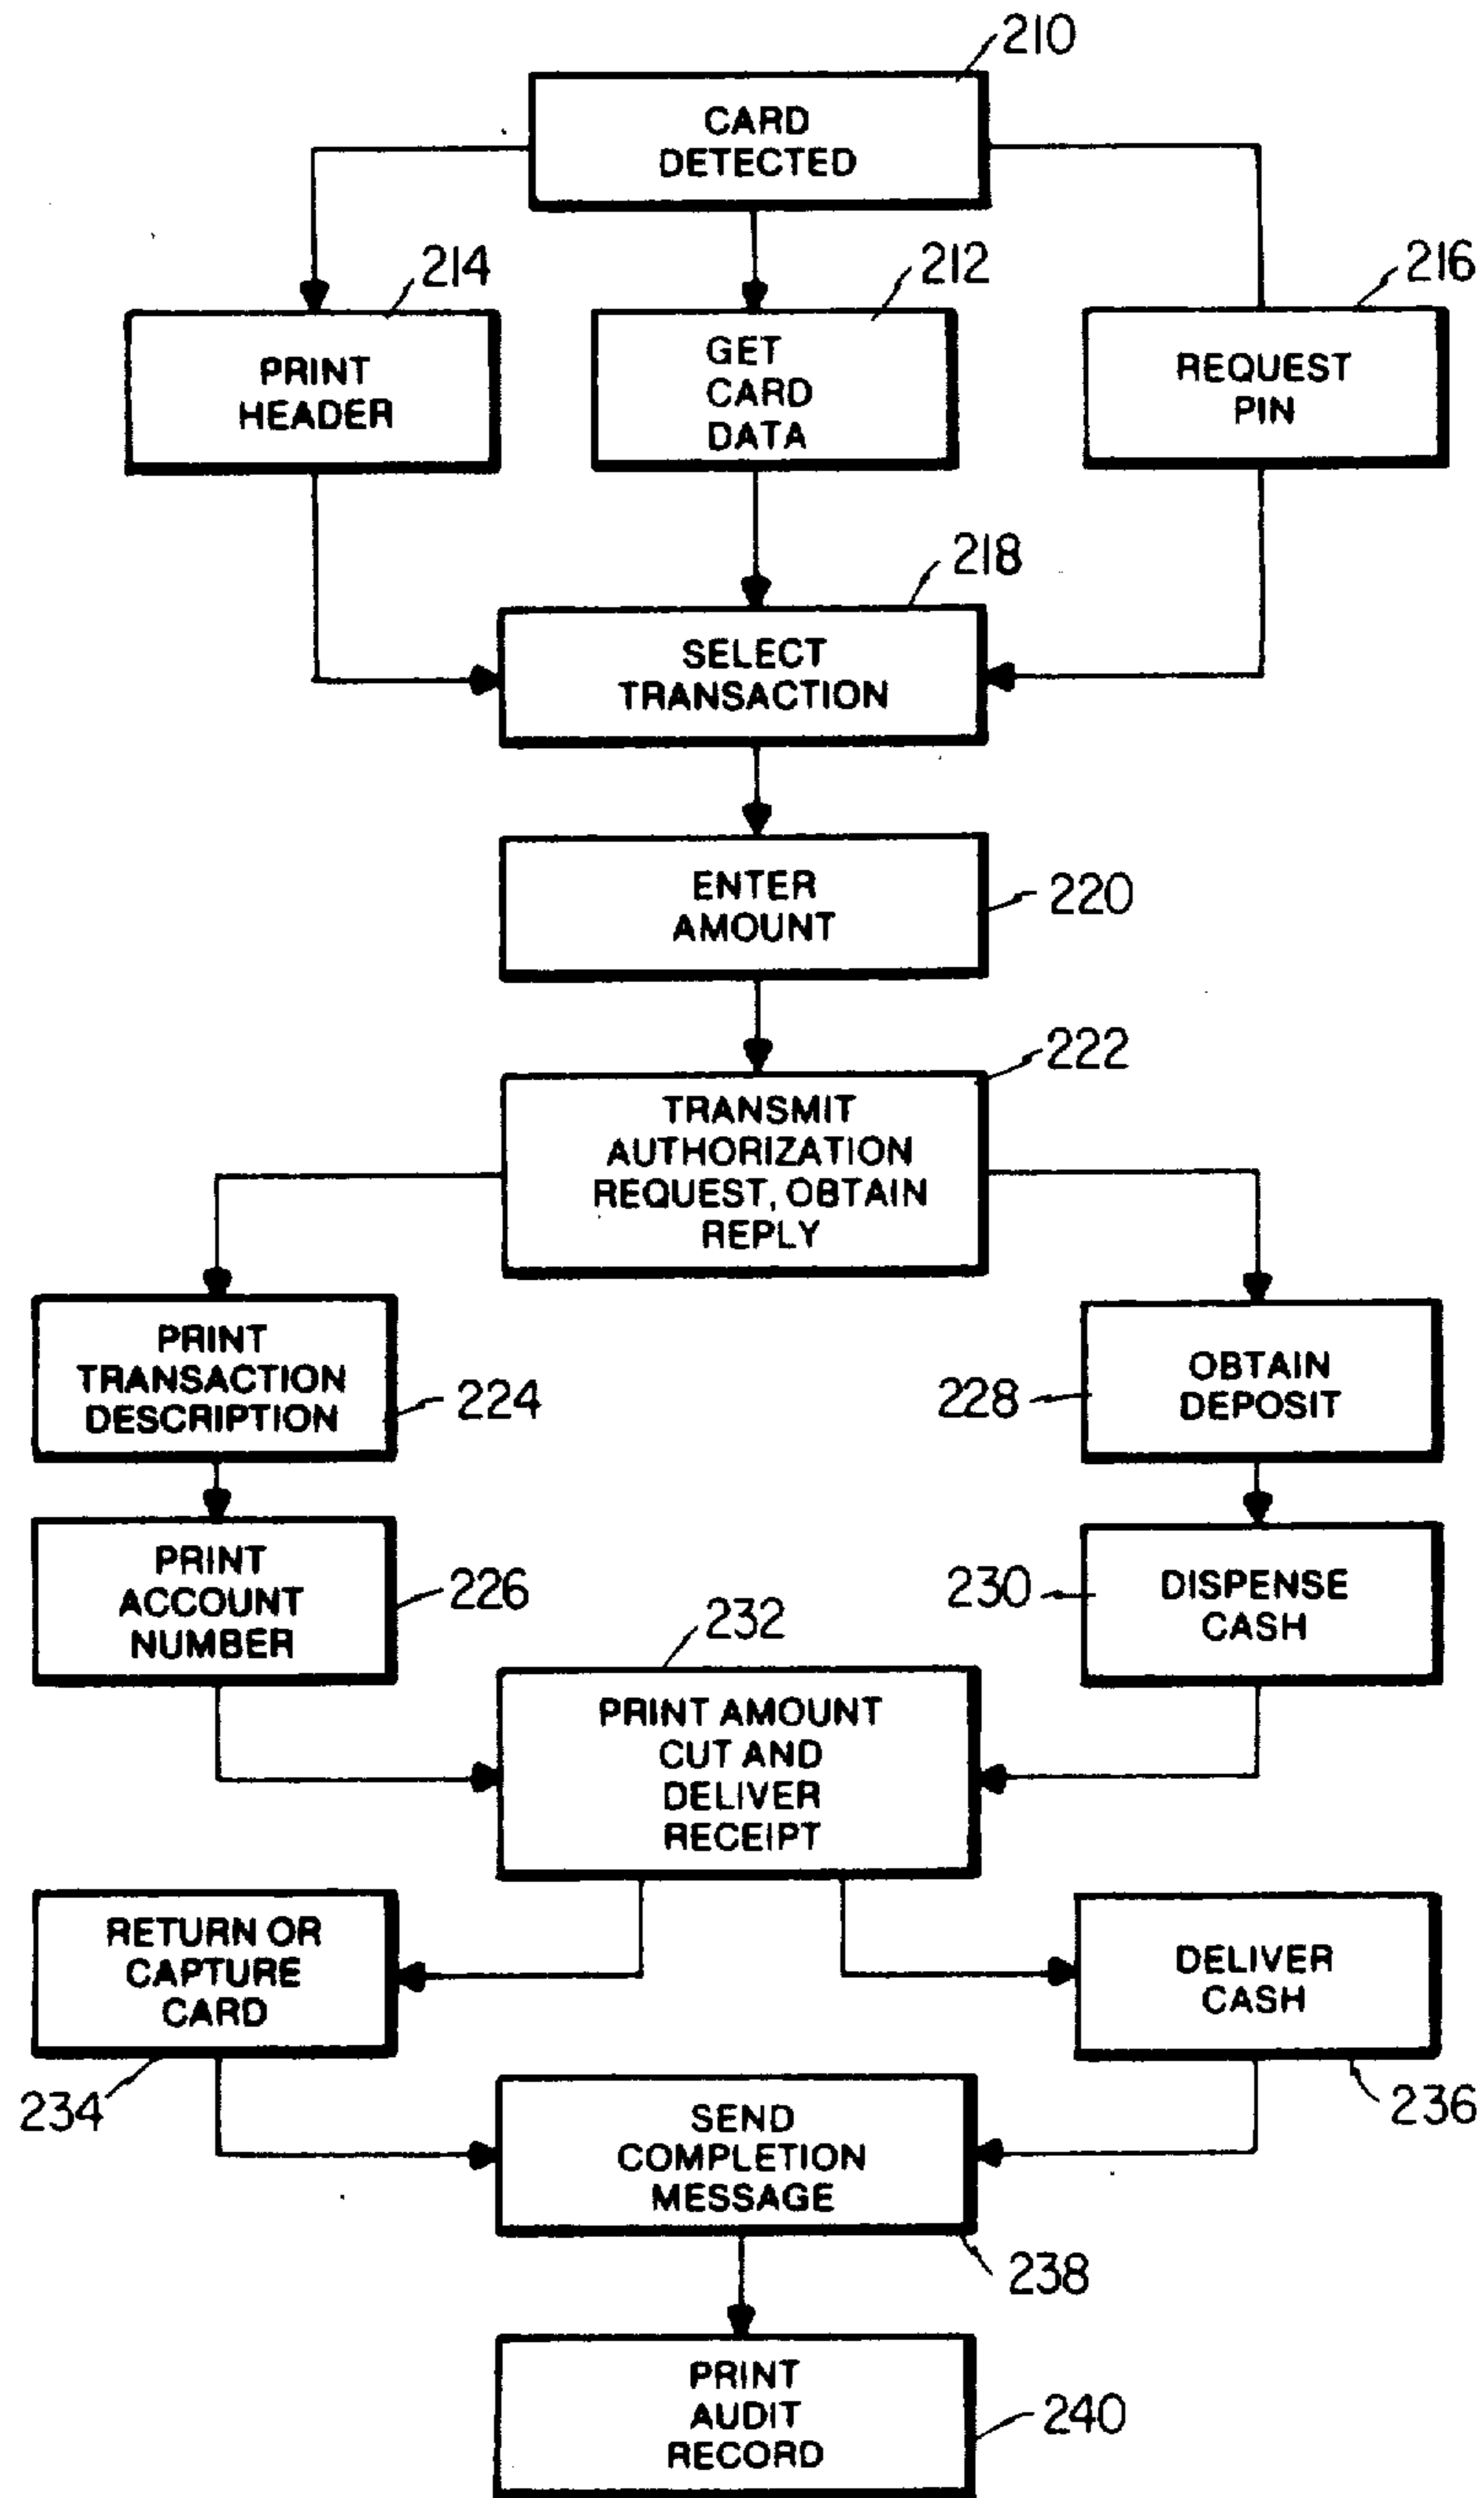 210
CARD
DETECTED
214
212
216
PRINT
HEADER
GET
CARD
DATA
REQUEST
PIN
218
SELECT
TRANSACTION
ENTER
AMOUNT
220
222
TRANSMIT
AUTHORIZATION
REQUEST, OBTAIN
REPLY
PRINT
TRANSACTION
DESCRIPTION
224
228
OBTAIN
DEPOSIT
PRINT
ACCOUNT
NUMBER
226
230
DISPENSE
CASH
232
PRINT AMOUNT
CUT AND
DELIVER
RECEIPT
RETURN OR
CAPTURE
CARD
234
DELIVER
CASH
236
SEND
COMPLETION
MESSAGE
238
PRINT
AUDIT
RECORD
240